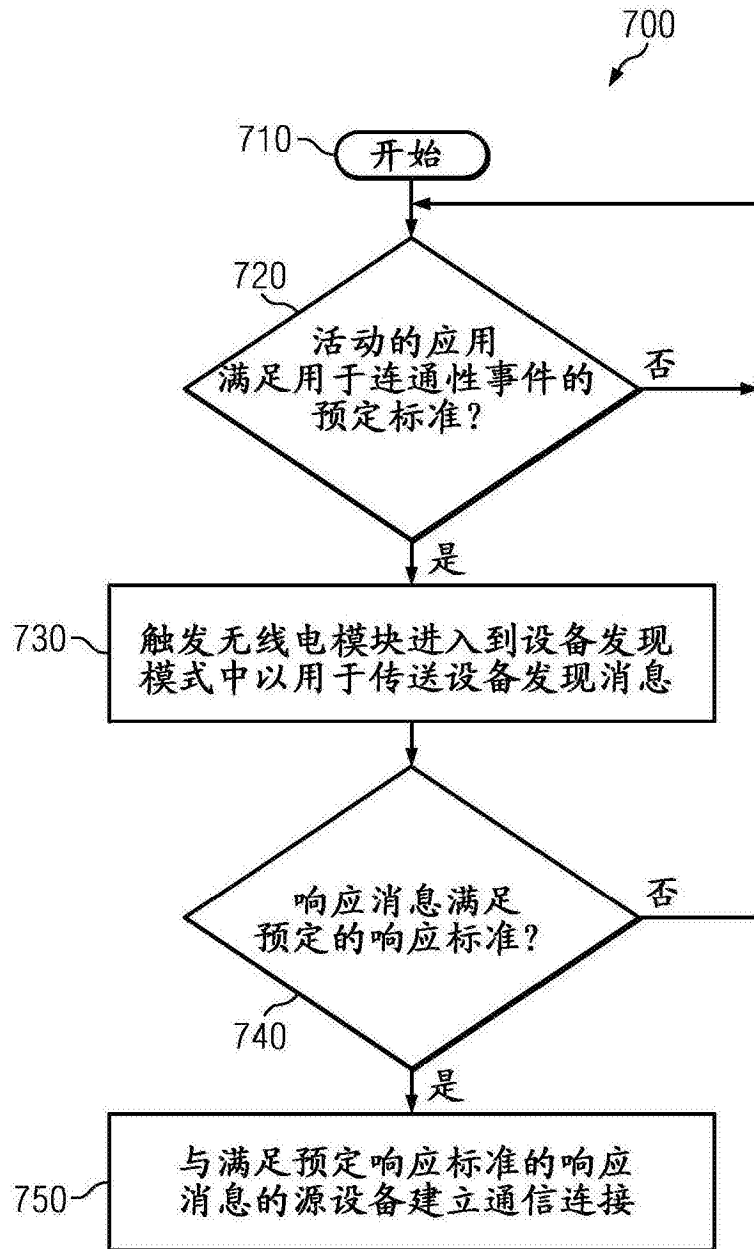 700
710
开始
720
活动的应用
满足用于连通性事件的
预定标准？
否
是
730
触发无线电模块进入到设备发现
模式中以用于传送设备发现消息
响应消息满足
预定的响应标准？
否
740
是
750
与满足预定响应标准的响应
消息的源设备建立通信连接